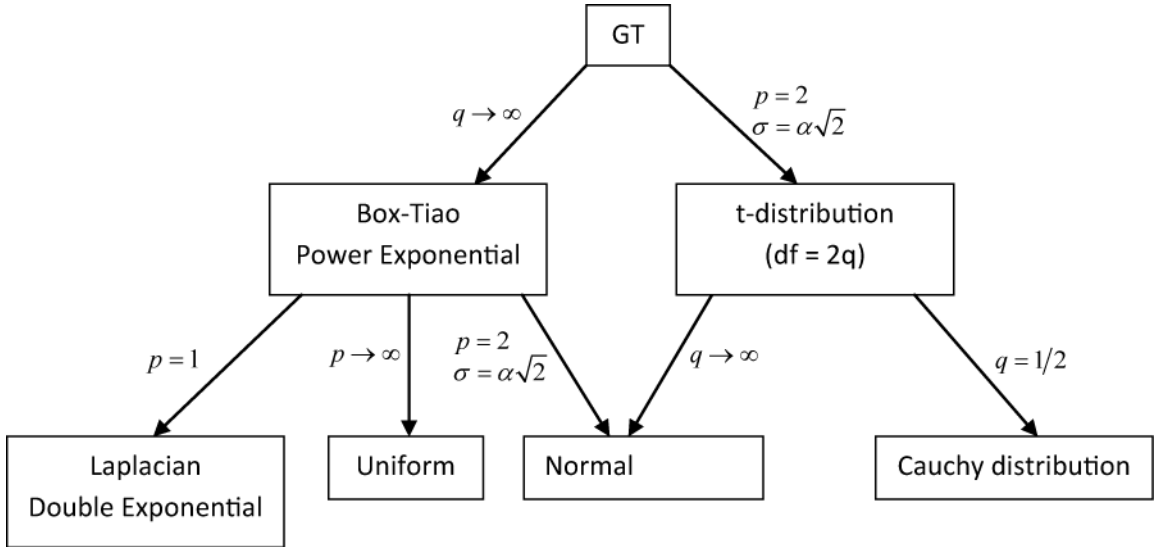 GT
q → ∞
p = 2
σ = α√2
Box-Tiao
Power Exponential
t-distribution
(df = 2q)
p = 1
p → ∞
p = 2
σ = α√2
q → ∞
q = 1/2
Laplacian
Double Exponential
Uniform
Normal
Cauchy distribution